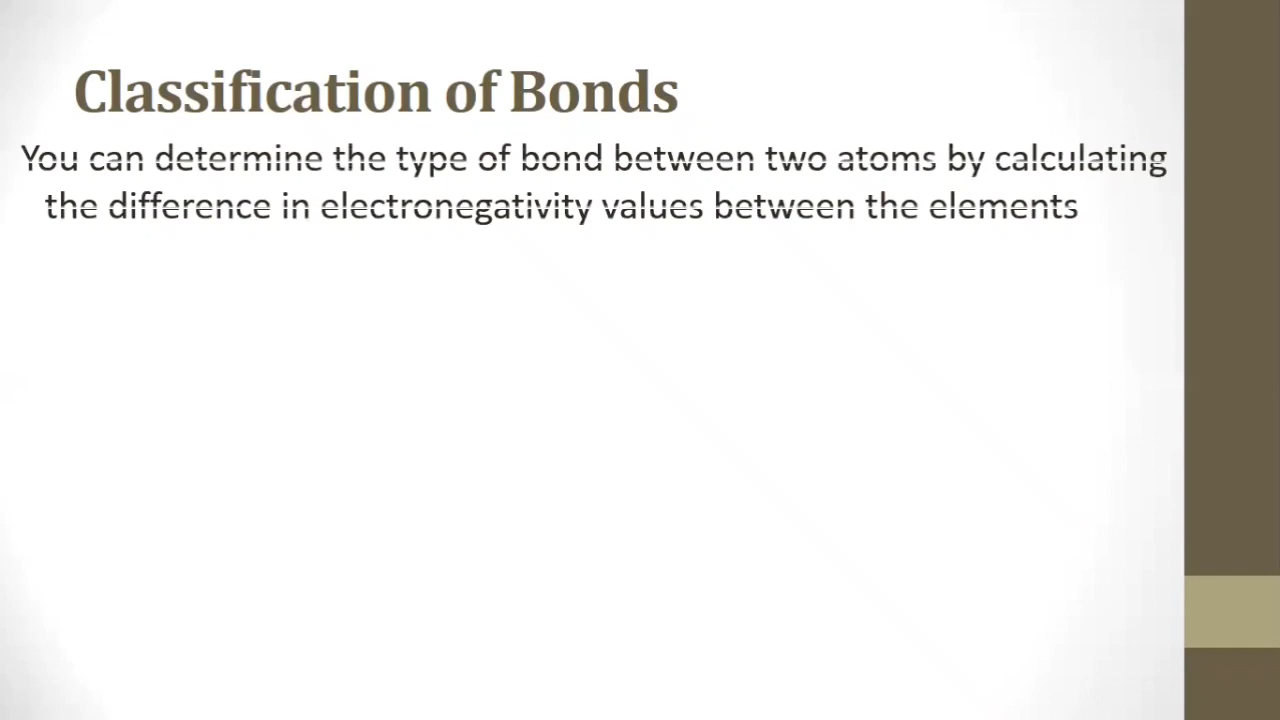 Classification of Bonds
You can determine the type of bond between two atoms by calculating
the difference in electronegativity values between the elements